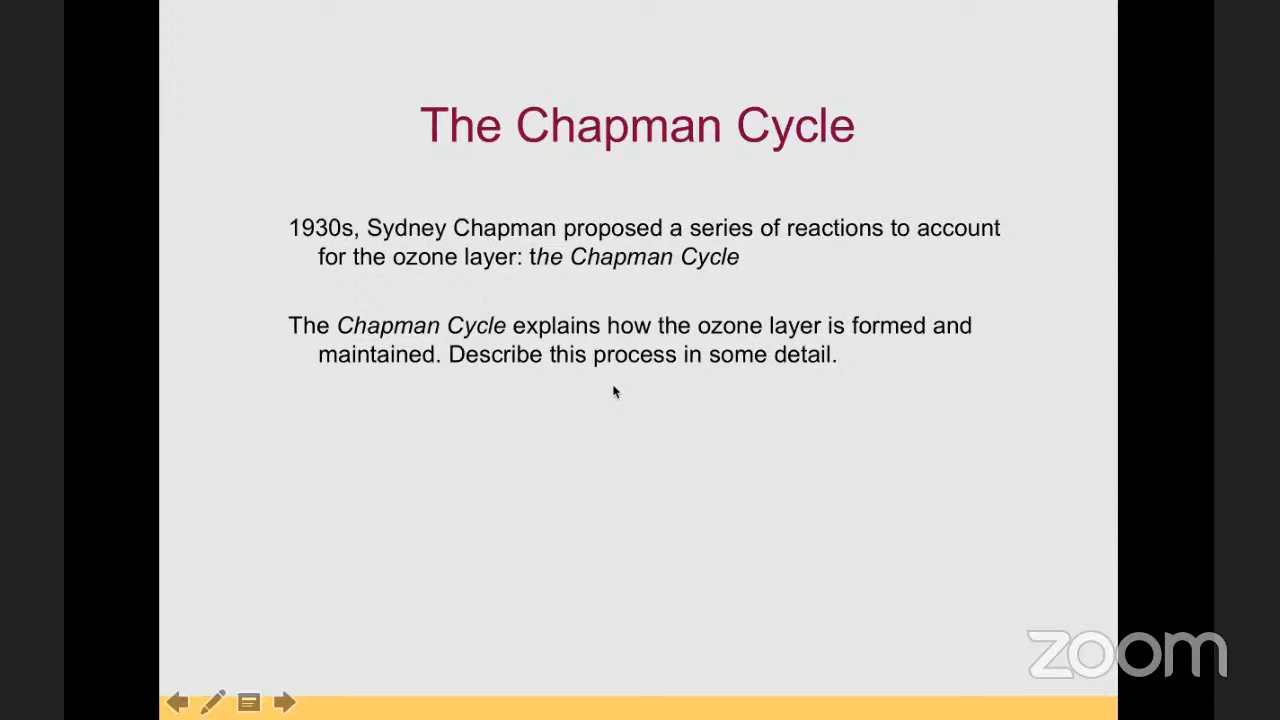 The Chapman Cycle
1930s, Sydney Chapman proposed a series of reactions to account
for the ozone layer: the Chapman Cycle
The Chapman Cycle explains how the ozone layer is formed and
maintained. Describe this process in some detail.
zoom